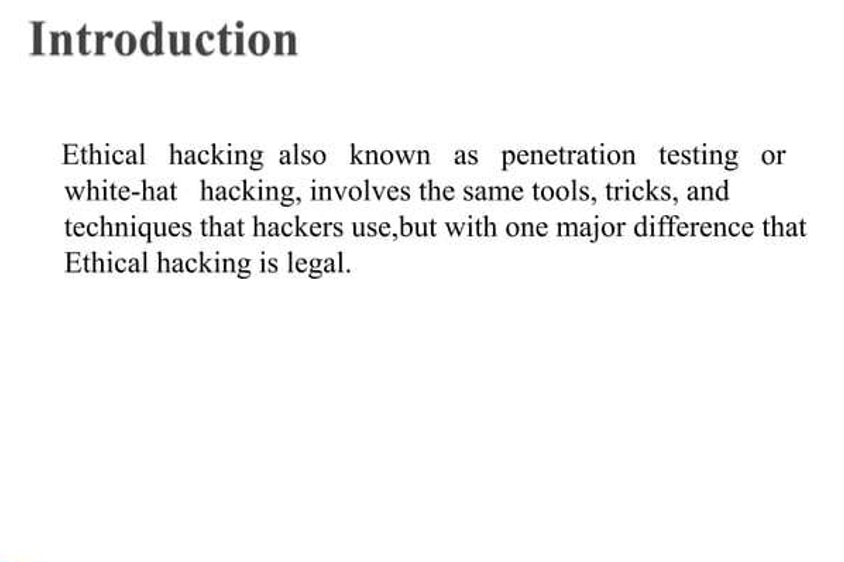 Introduction
Ethical hacking also known as penetration testing or
white-hat hacking, involves the same tools, tricks, and
techniques that hackers use,but with one major difference that
Ethical hacking is legal.